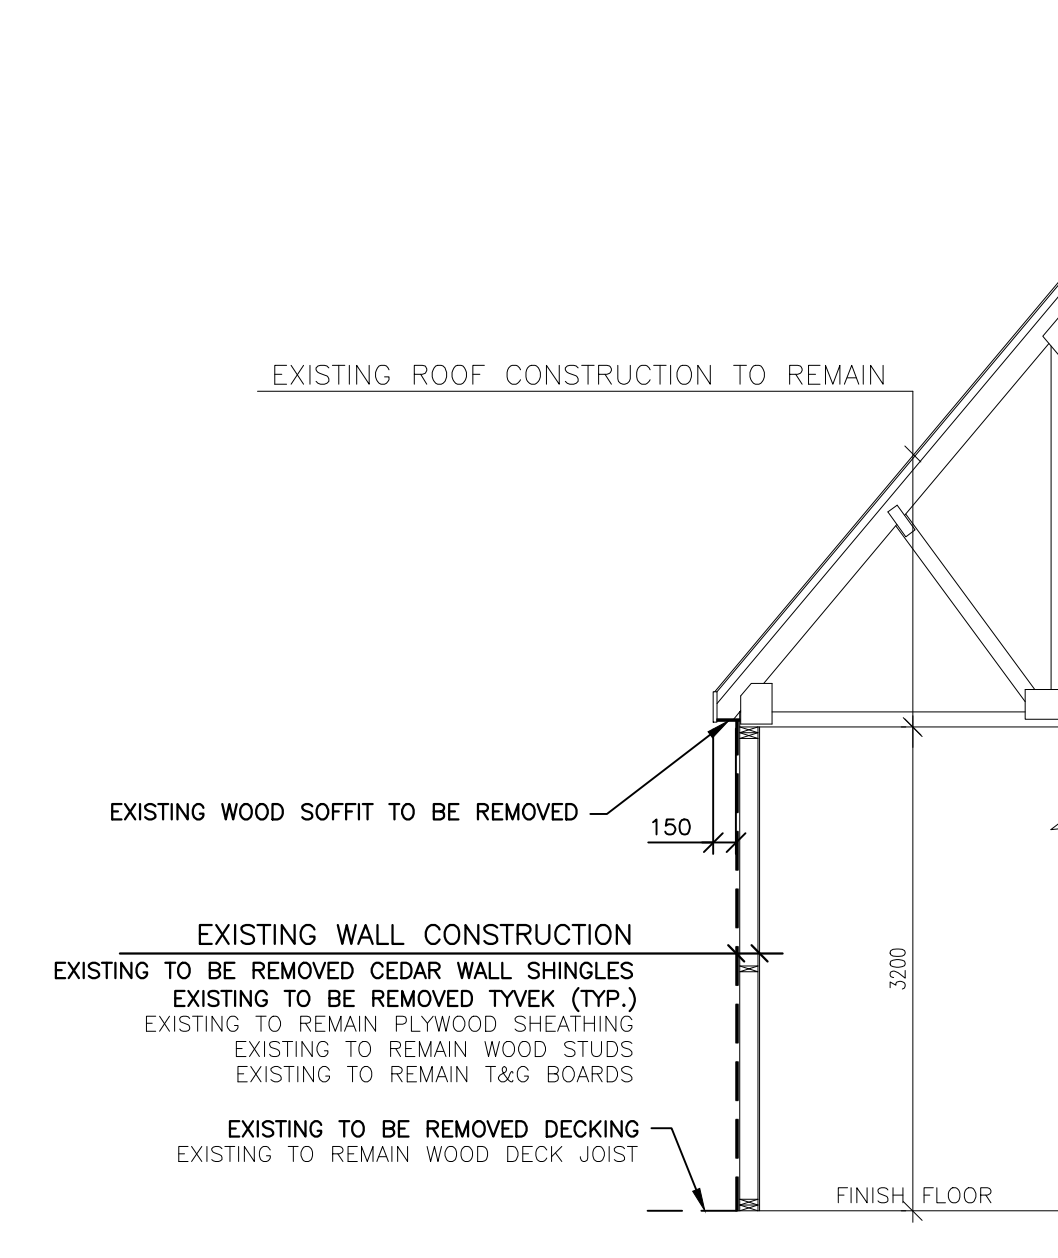 EXISTING ROOF CONSTRUCTION TO REMAIN
EXISTING WOOD SOFFIT TO BE REMOVED
150
EXISTING WALL CONSTRUCTION
EXISTING TO BE REMOVED CEDAR WALL SHINGLES
EXISTING TO BE REMOVED TYVEK (TYP.)
EXISTING TO REMAIN PLYWOOD SHEATHING
EXISTING TO REMAIN WOOD STUDS
EXISTING TO REMAIN T&G BOARDS
3200
EXISTING TO BE REMOVED DECKING
EXISTING TO REMAIN WOOD DECK JOIST
FINISH FLOOR